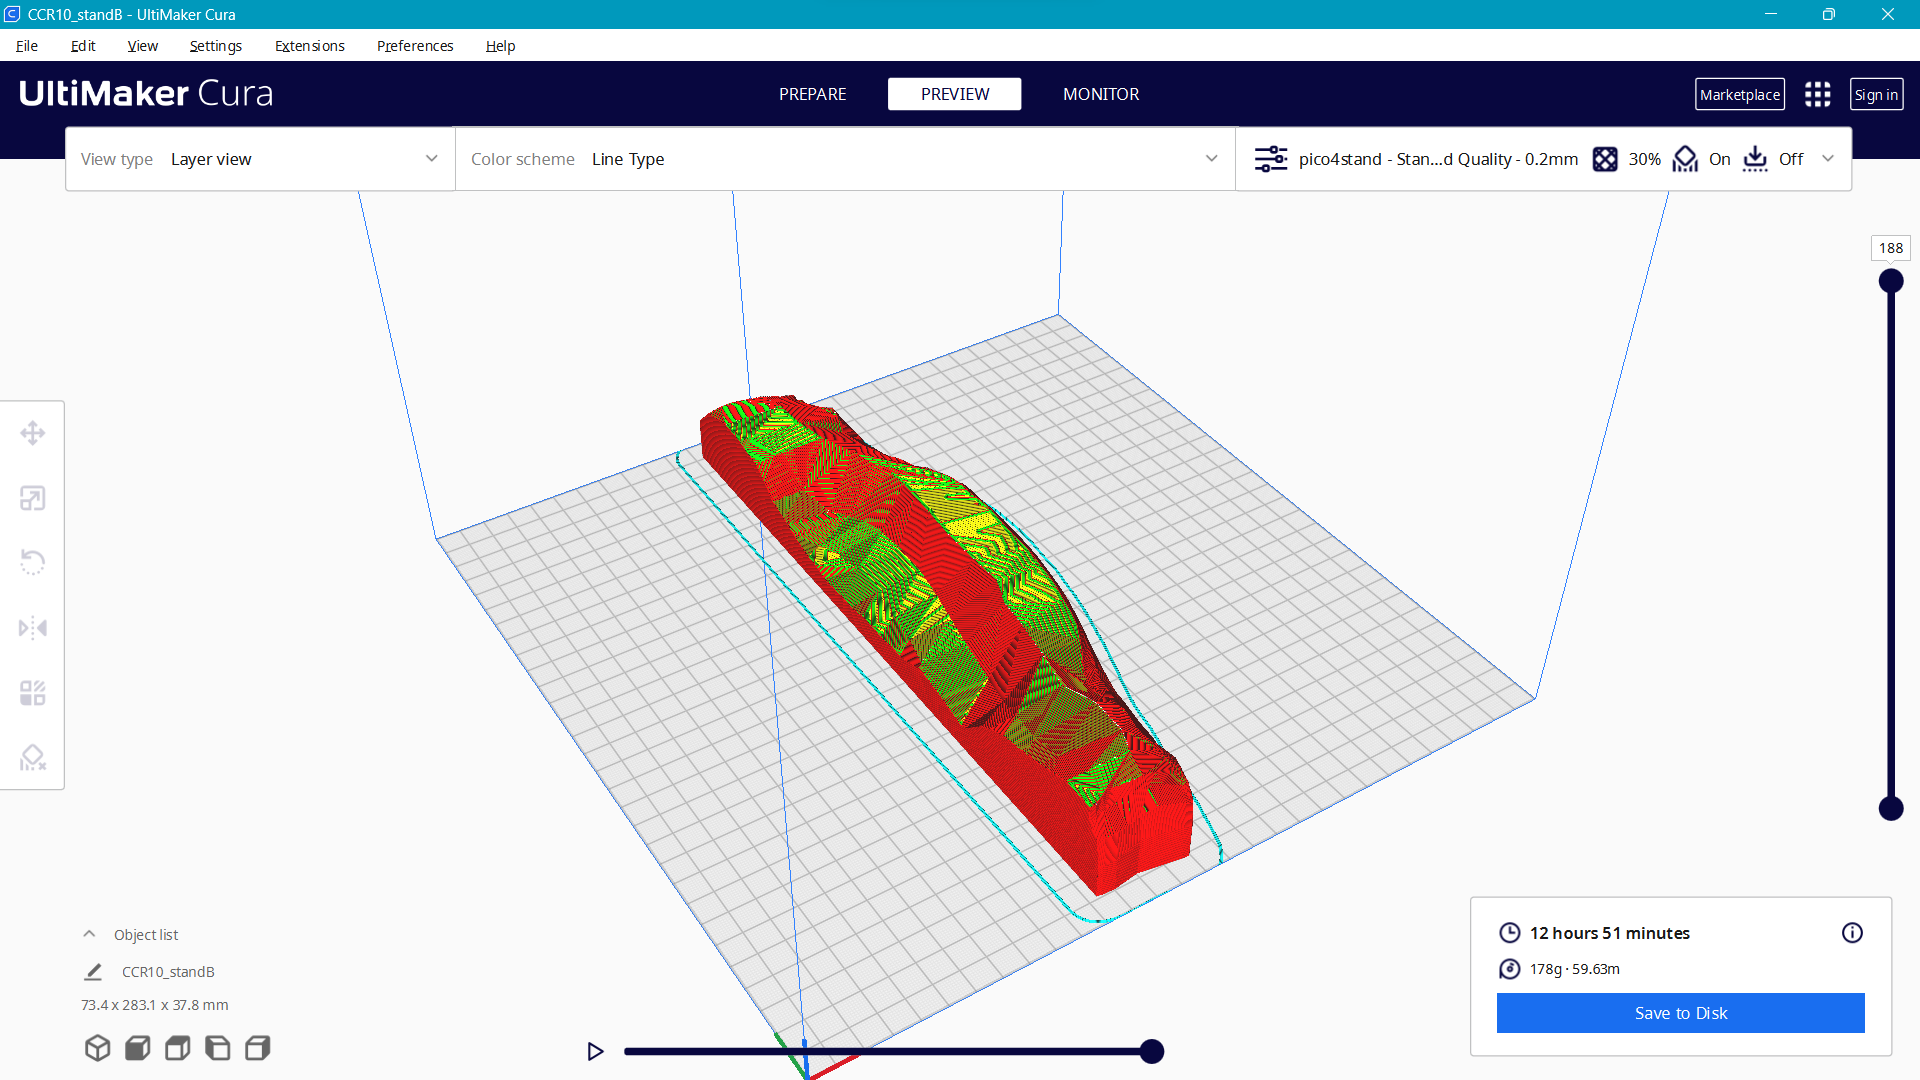 CCR10_standB - UltiMaker Cura
File Edit View Settings Extensions Preferences Help
UltiMaker Cura PREPARE PREVIEW MONITOR Marketplace Sign in
View type Layer view Color scheme Line Type pico4stand - Stan...d Quality - 0.2mm 30% On Off
188
Object list
CCR10_standB
73.4 x 283.1 x 37.8 mm
12 hours 51 minutes
178g · 59.63m
Save to Disk